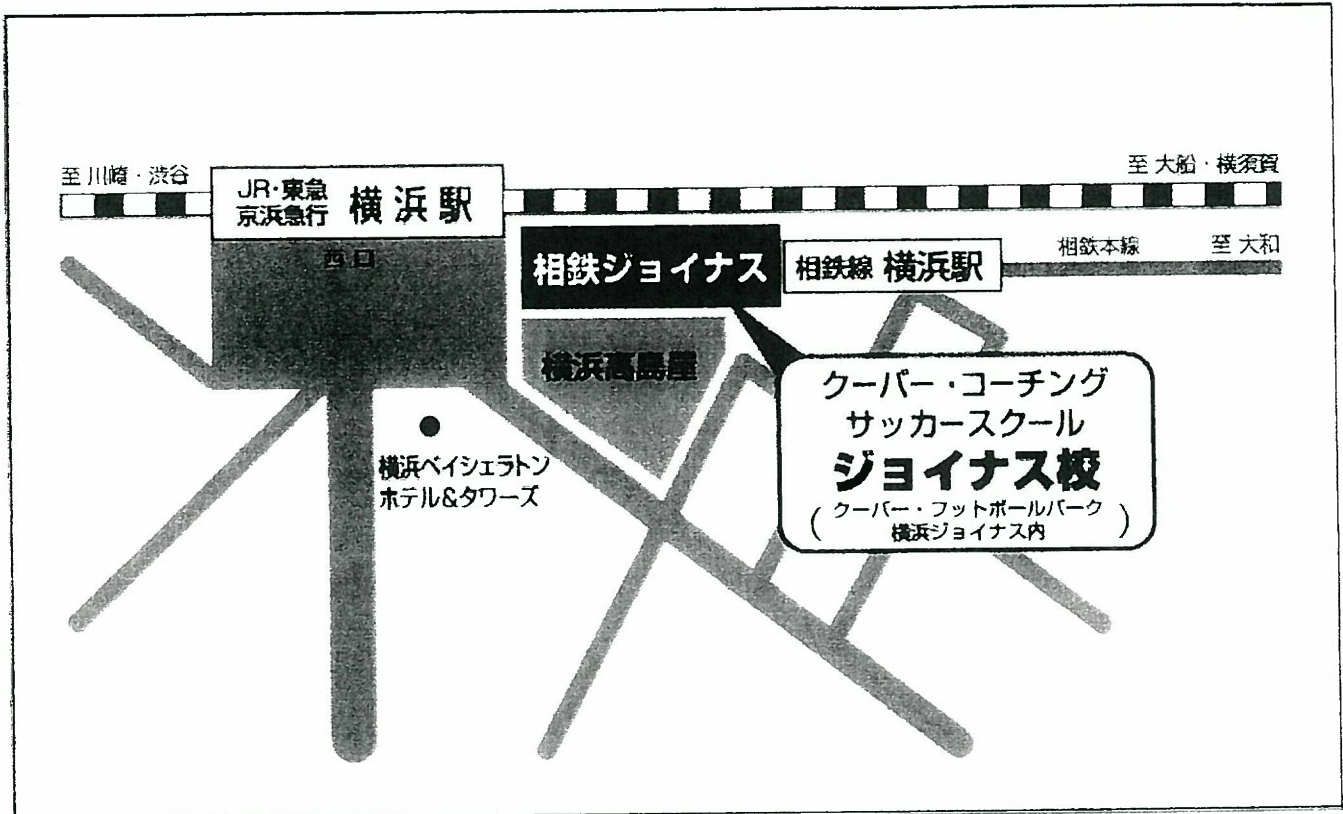 至 川崎・渋谷
JR・東急
京浜急行 横浜駅
至 大船・横須賀
西口
相鉄ジョイナス
相鉄線 横浜駅
相鉄本線
至 大和
横浜高島屋
横浜ベイシェラトン
ホテル&タワーズ
クーバー・コーチング
サッカースクール
ジョイナス校
(クーバー・フットボールパーク
横浜ジョイナス内)